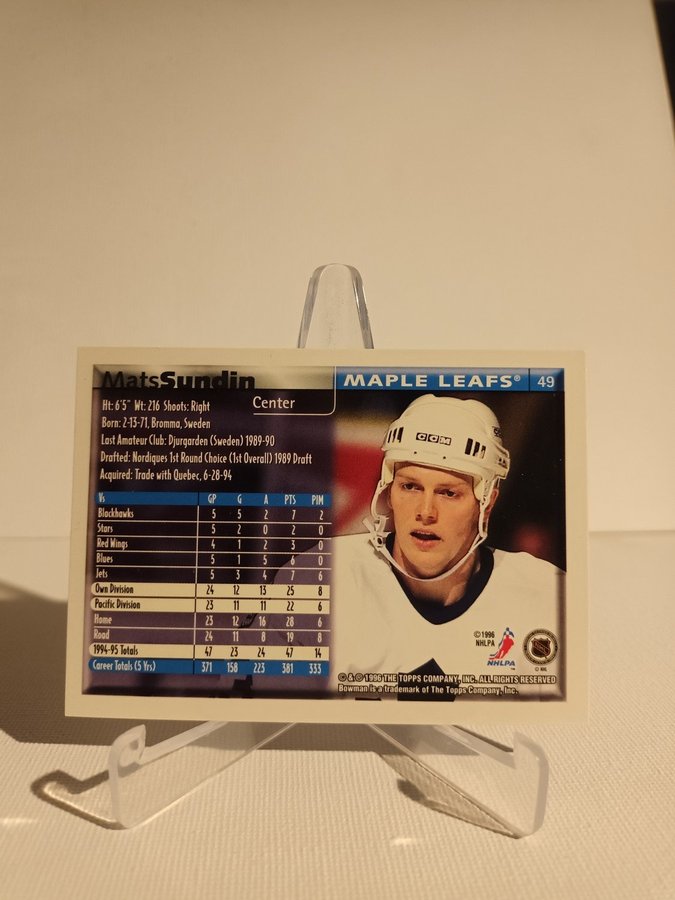 MatsSundin
MAPLE LEAFS® 49
Center
Ht: 6'5" Wt: 216 Shoots: Right
Born: 2-13-71, Bromma, Sweden
Last Amateur Club: Djurgarden (Sweden) 1989-90
Drafted: Nordiques 1st Round Choice (1st Overall) 1989 Draft
Acquired: Trade with Quebec, 6-28-94
Vs GP G A PTS PIM
Blackhawks 5 5 2 7 2
Stars 5 2 0 2 0
Red Wings 4 1 2 3 0
Blues 5 1 5 6 0
Jets 5 3 4 7 6
Own Division 24 12 13 25 8
Pacific Division 23 11 11 22 6
Home 23 12 16 28 6
Road 24 11 8 19 8
1994-95 Totals 47 23 24 47 14
Career Totals (5 Yrs) 371 158 223 381 333
CCM
©1996
NHLPA
NHLPA
© NHL
© & ® 1996 THE TOPPS COMPANY, INC. ALL RIGHTS RESERVED
Bowman is a trademark of The Topps Company, Inc.